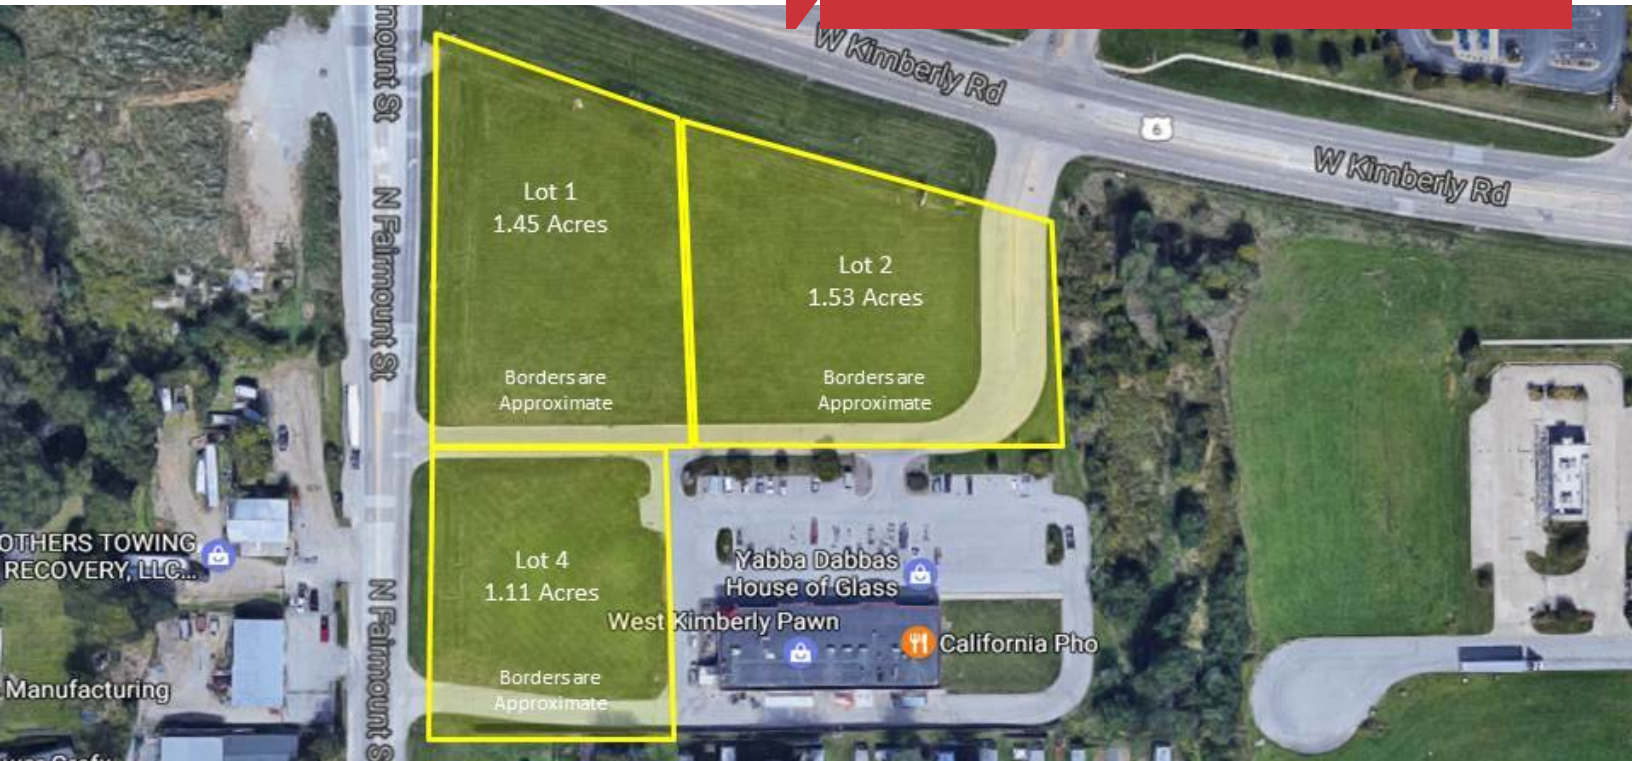 mount St
W Kimberly Rd
6
W Kimberly Rd
N Fairmount St
Lot 1
1.45 Acres
Lot 2
1.53 Acres
Borders are
Approximate
Borders are
Approximate
OTHERS TOWING
RECOVERY, LLC...
Lot 4
1.11 Acres
Yabba Dabbas
House of Glass
West Kimberly Pawn
California Pho
N Fairmount S
Manufacturing
Borders are
Approximate